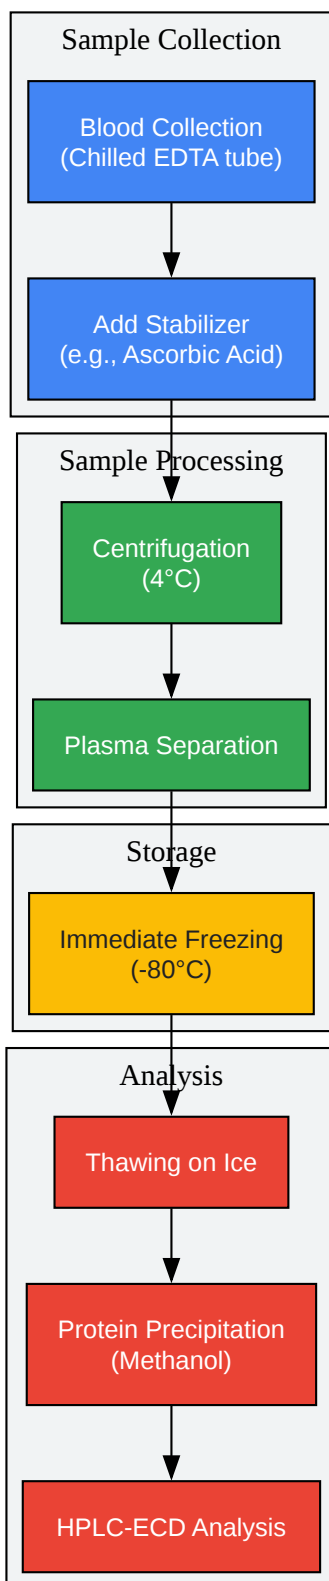 Sample Collection
Blood Collection
(Chilled EDTA tube)
Add Stabilizer
(e.g., Ascorbic Acid)
Sample Processing
Centrifugation
(4°C)
Plasma Separation
Storage
Immediate Freezing
(-80°C)
Analysis
Thawing on Ice
Protein Precipitation
(Methanol)
HPLC-ECD Analysis